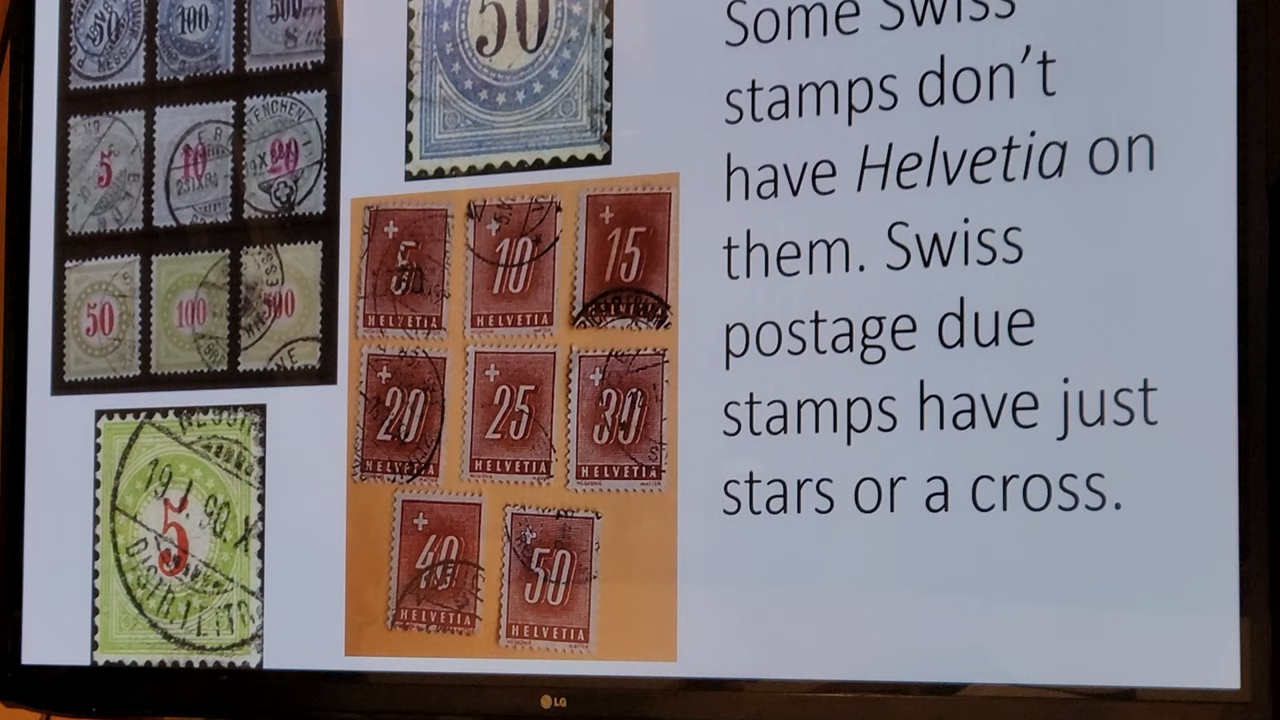 Some Swiss
stamps don't
have Helvetia on
them. Swiss
postage due
stamps have just
stars or a cross.
50
100
500
5
10
20
50
100
500
50
5
5
10
15
HELVETIA
HELVETIA
20
25
30
HELVETIA
HELVETIA
HELVETIA
40
50
HELVETIA
HELVETIA
LG